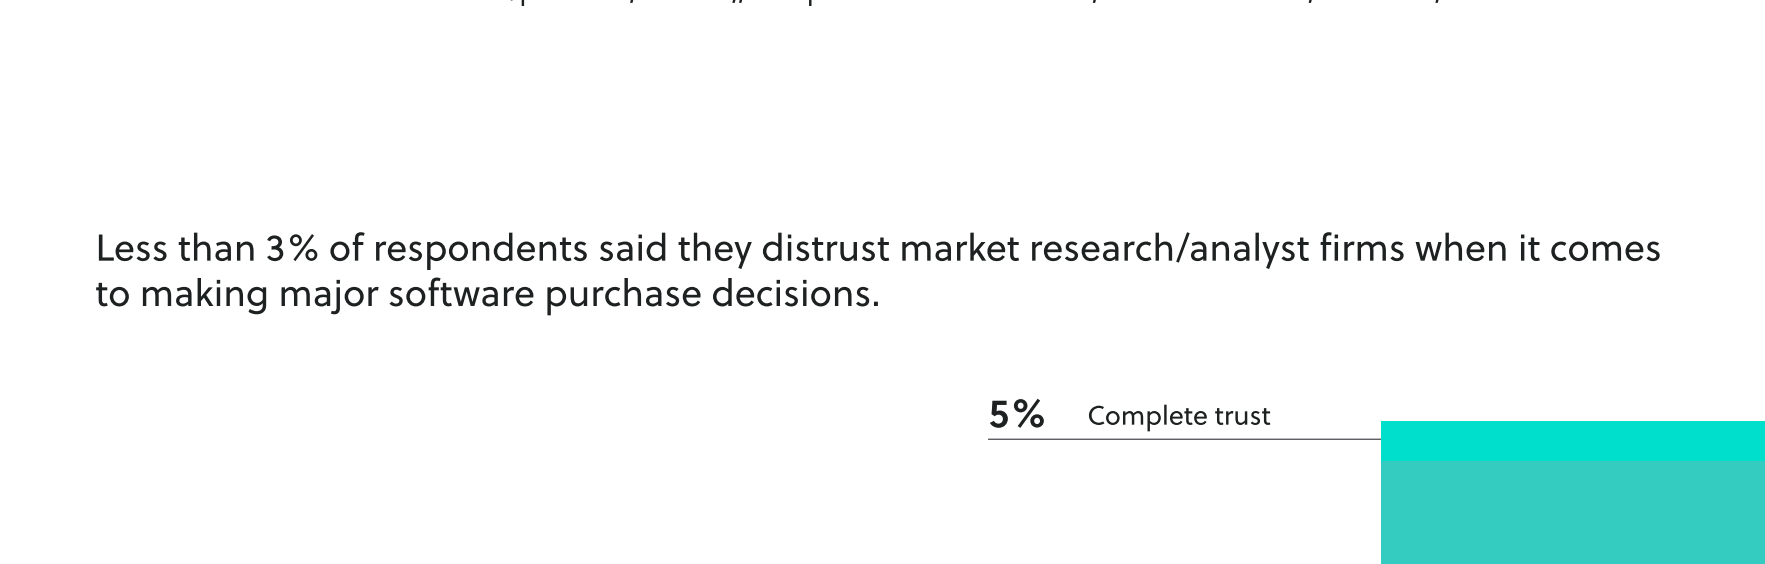 Less than 3% of respondents said they distrust market research/analyst firms when it comes
to making major software purchase decisions.
5% Complete trust